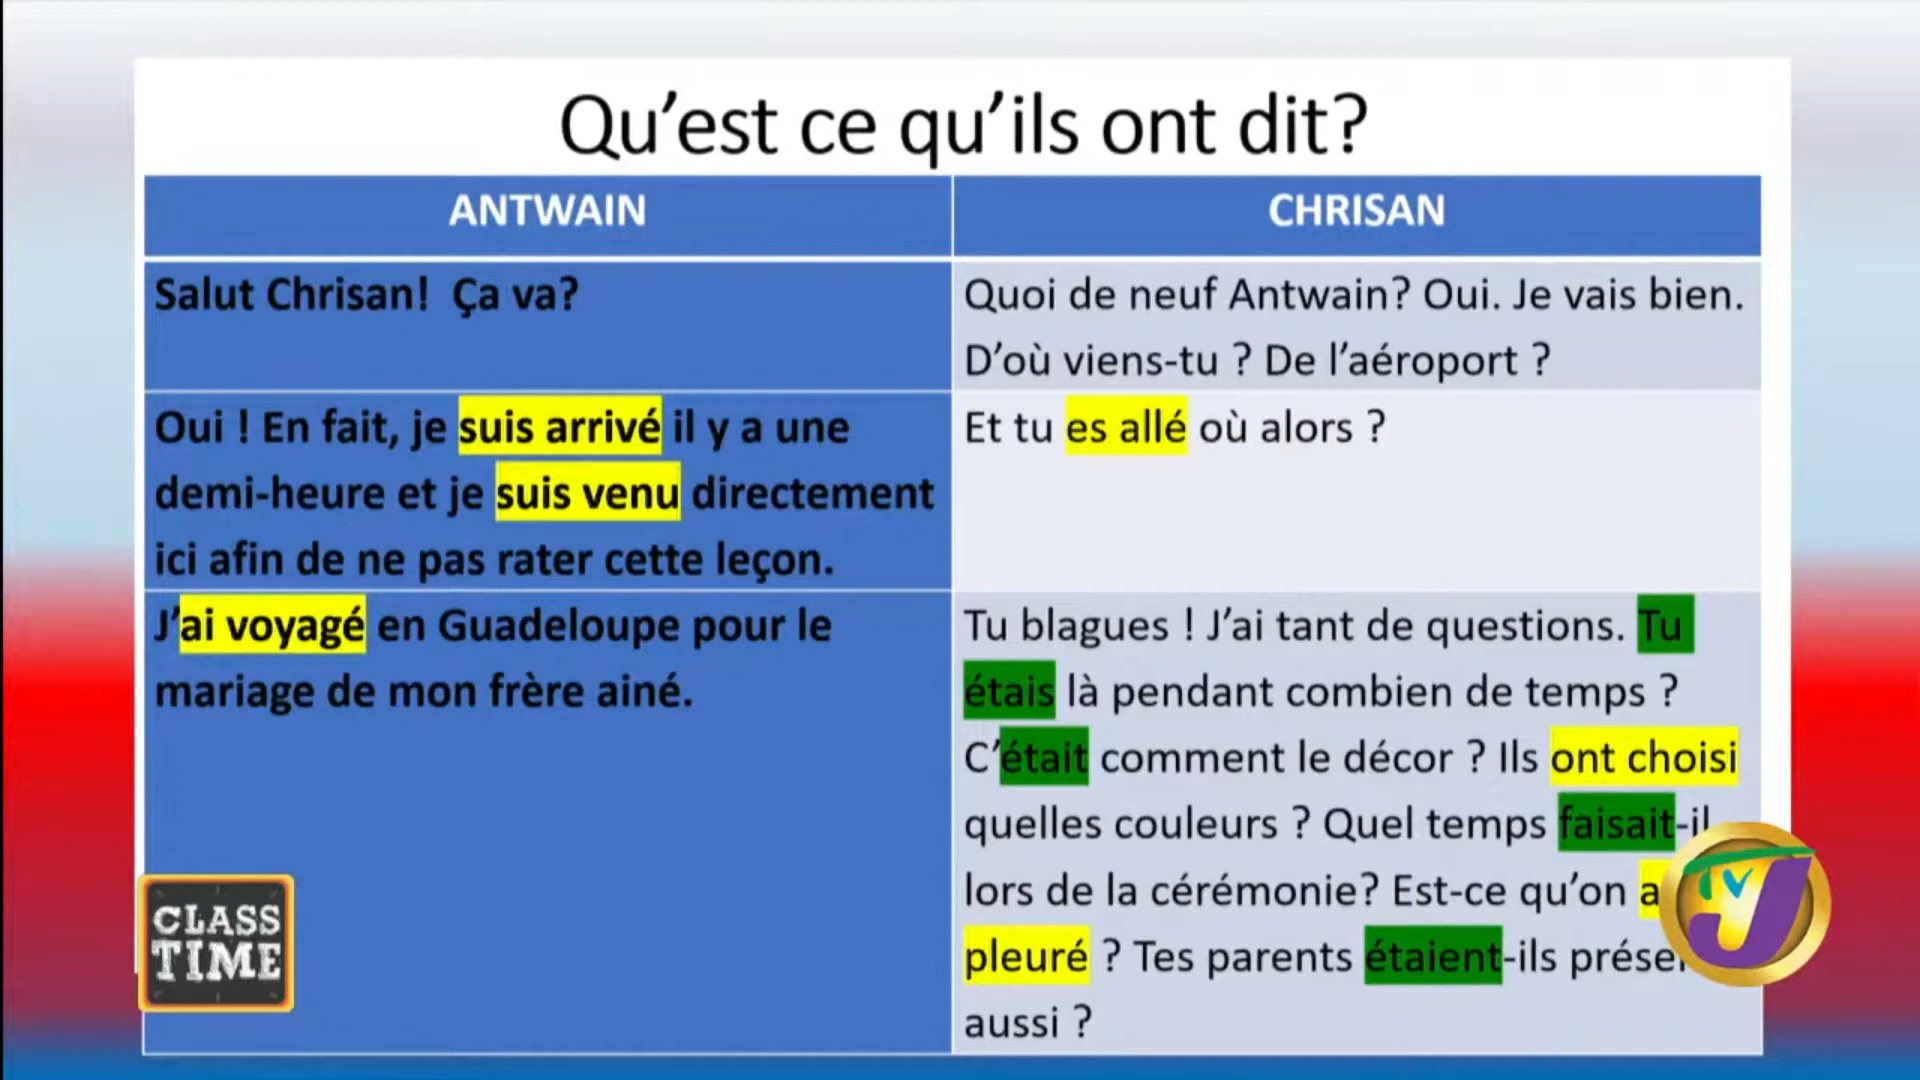 Qu’est ce qu’ils ont dit?
ANTWAIN
CHRISAN
Salut Chrisan!  Ça va?
Quoi de neuf Antwain? Oui. Je vais bien.
D’où viens-tu ? De l’aéroport ?
Oui ! En fait, je suis arrivé il y a une
demi-heure et je suis venu directement
ici afin de ne pas rater cette leçon.
Et tu es allé où alors ?
J’ai voyagé en Guadeloupe pour le
mariage de mon frère ainé.
Tu blagues ! J’ai tant de questions. Tu
étais là pendant combien de temps ?
C’était comment le décor ? Ils ont choisi
quelles couleurs ? Quel temps faisait-il
lors de la cérémonie? Est-ce qu’on a
pleuré ? Tes parents étaient-ils
aussi ?
CLASS
TIME
TVJ